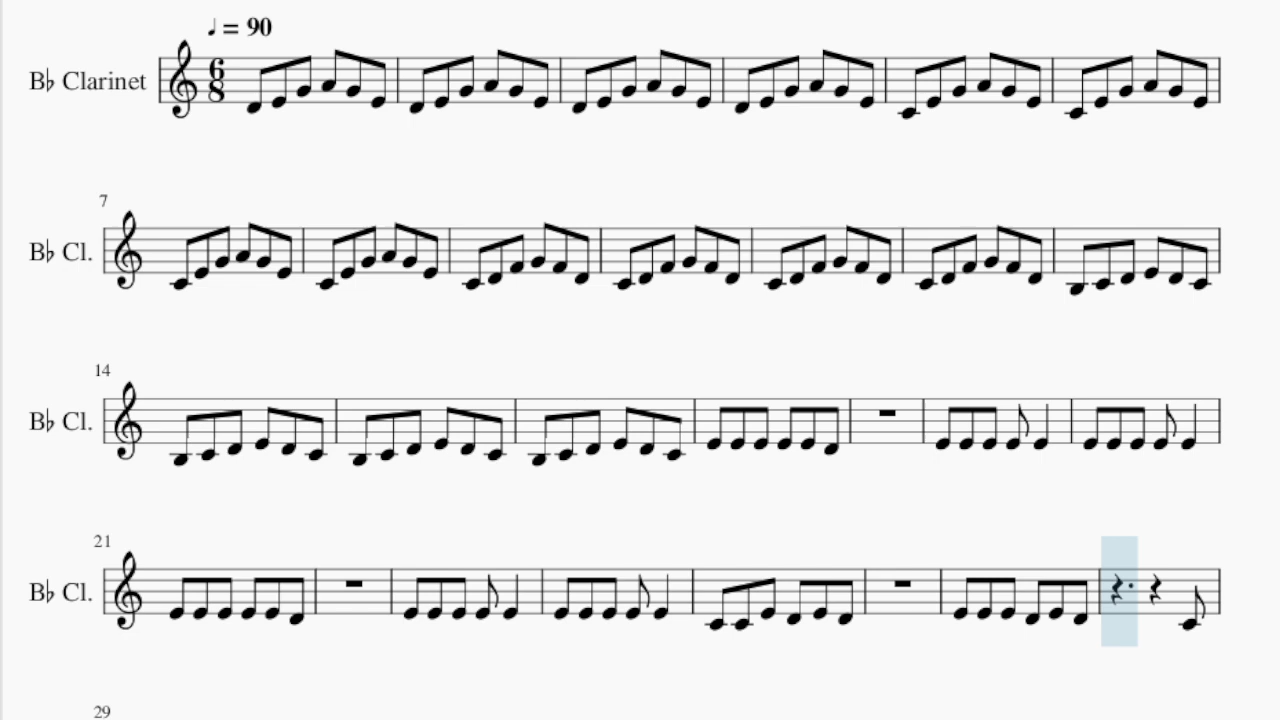 ♩ = 90
B♭ Clarinet
6
8
7
B♭ Cl.
14
B♭ Cl.
21
B♭ Cl.
29